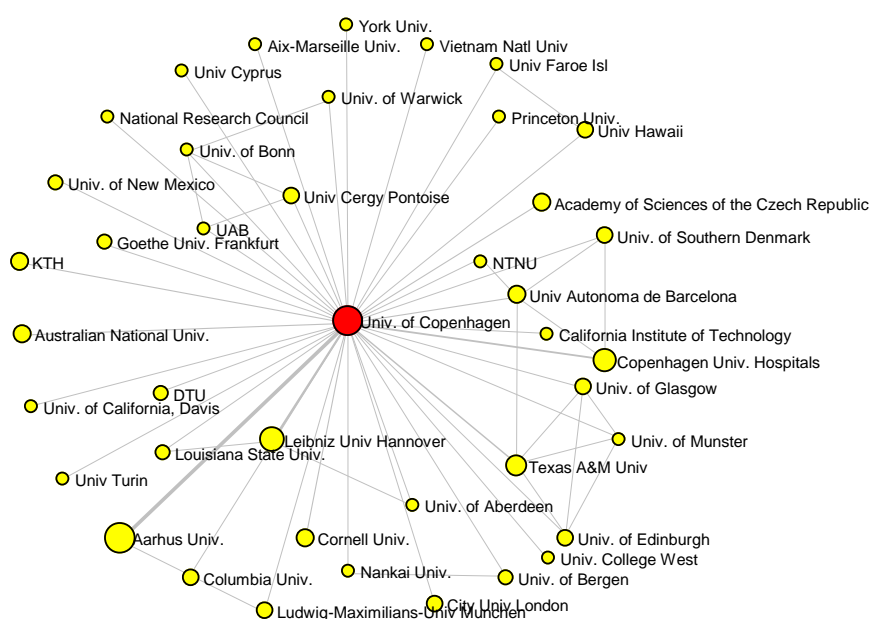 York Univ.
Aix-Marseille Univ.
Vietnam Natl Univ
Univ Faroe Isl
Univ Cyprus
Univ. of Warwick
National Research Council
Princeton Univ.
Univ Hawaii
Univ. of Bonn
Univ. of New Mexico
Univ Cergy Pontoise
Academy of Sciences of the Czech Republic
UAB
Goethe Univ. Frankfurt
Univ. of Southern Denmark
KTH
NTNU
Univ Autonoma de Barcelona
Univ. of Copenhagen
Australian National Univ.
California Institute of Technology
Copenhagen Univ. Hospitals
Univ. of Glasgow
DTU
Univ. of California, Davis
Leibniz Univ Hannover
Univ. of Munster
Louisiana State Univ.
Texas A&M Univ
Univ Turin
Univ. of Aberdeen
Aarhus Univ.
Cornell Univ.
Univ. of Edinburgh
Univ. College West
Nankai Univ.
Columbia Univ.
Univ. of Bergen
City Univ London
Ludwig-Maximilians-Univ Munchen